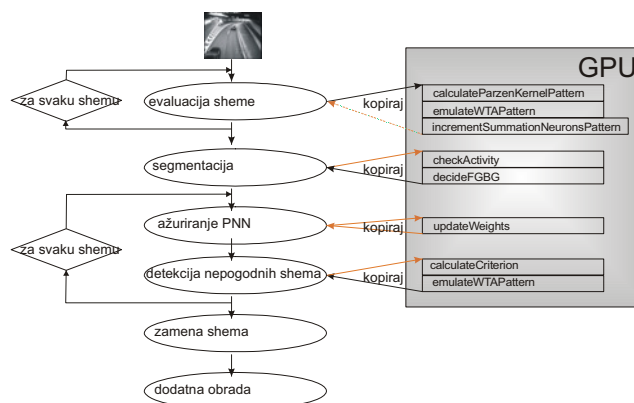 GPU
za svaku shemu
evaluacija sheme
kopiraj
calculateParzenKernelPattern
emulateWTAPattern
incrementSummationNeuronsPattern
segmentacija
kopiraj
checkActivity
decideFGBG
ažuriranje PNN
kopiraj
updateWeights
za svaku shemu
detekcija nepogodnih shema
kopiraj
calculateCriterion
emulateWTAPattern
zamena shema
dodatna obrada